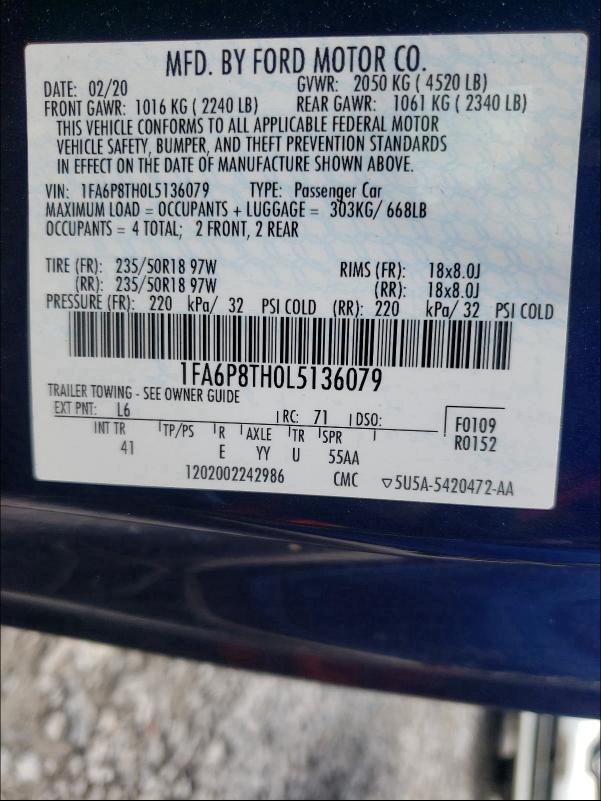 MFD. BY FORD MOTOR CO.
DATE: 02/20 GVWR: 2050 KG ( 4520 LB)
FRONT GAWR: 1016 KG ( 2240 LB) REAR GAWR: 1061 KG ( 2340 LB)
THIS VEHICLE CONFORMS TO ALL APPLICABLE FEDERAL MOTOR
VEHICLE SAFETY, BUMPER, AND THEFT PREVENTION STANDARDS
IN EFFECT ON THE DATE OF MANUFACTURE SHOWN ABOVE.
VIN: 1FA6P8TH0L5136079 TYPE: Passenger Car
MAXIMUM LOAD = OCCUPANTS + LUGGAGE = 303KG/ 668LB
OCCUPANTS = 4 TOTAL; 2 FRONT, 2 REAR
TIRE (FR): 235/50R18 97W RIMS (FR): 18x8.0J
(RR): 235/50R18 97W (RR): 18x8.0J
PRESSURE (FR): 220 kPa/ 32 PSI COLD (RR): 220 kPa/ 32 PSI COLD
1FA6P8TH0L5136079
TRAILER TOWING - SEE OWNER GUIDE
EXT PNT: L6 RC: 71 DSO: F0109
INT TR TP/PS R AXLE TR SPR R0152
41 E YY U 55AA
1202002242986 CMC ▽5U5A-5420472-AA